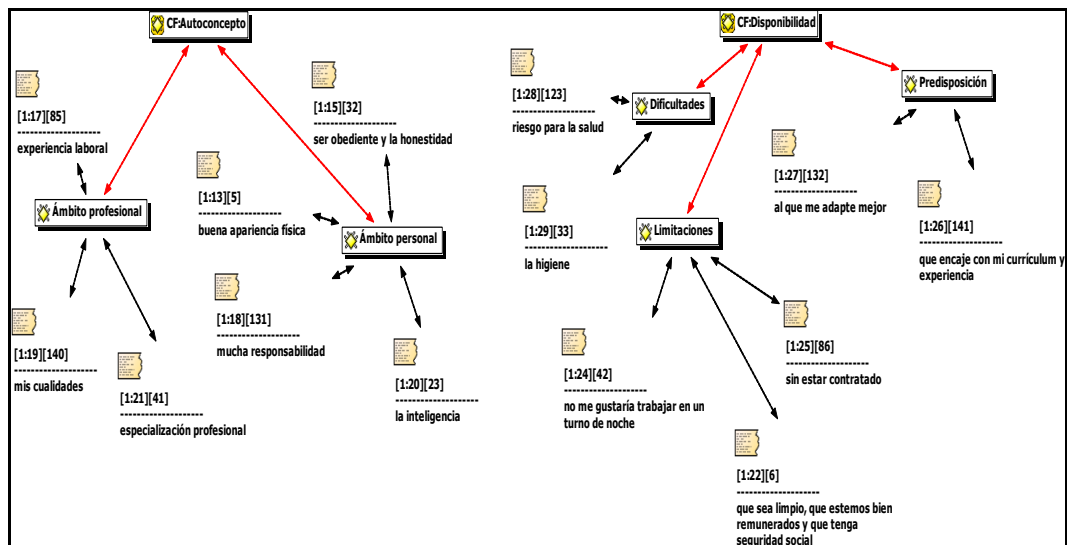 CF:Autoconcepto
[1:17][85]
---------------------
experiencia laboral
[1:15][32]
---------------------
ser obediente y la honestidad
Ámbito profesional
[1:13][5]
---------------------
buena apariencia física
Ámbito personal
[1:18][131]
---------------------
mucha responsabilidad
[1:19][140]
---------------------
mis cualidades
[1:21][41]
---------------------
especialización profesional
[1:20][23]
---------------------
la inteligencia
CF:Disponibilidad
[1:28][123]
---------------------
riesgo para la salud
Dificultades
Predisposición
[1:27][132]
---------------------
al que me adapte mejor
[1:29][33]
---------------------
la higiene
Limitaciones
[1:26][141]
---------------------
que encaje con mi currículum y
experiencia
[1:24][42]
---------------------
no me gustaría trabajar en un
turno de noche
[1:25][86]
---------------------
sin estar contratado
[1:22][6]
---------------------
que sea limpio, que estemos bien
remunerados y que tenga
seguridad social